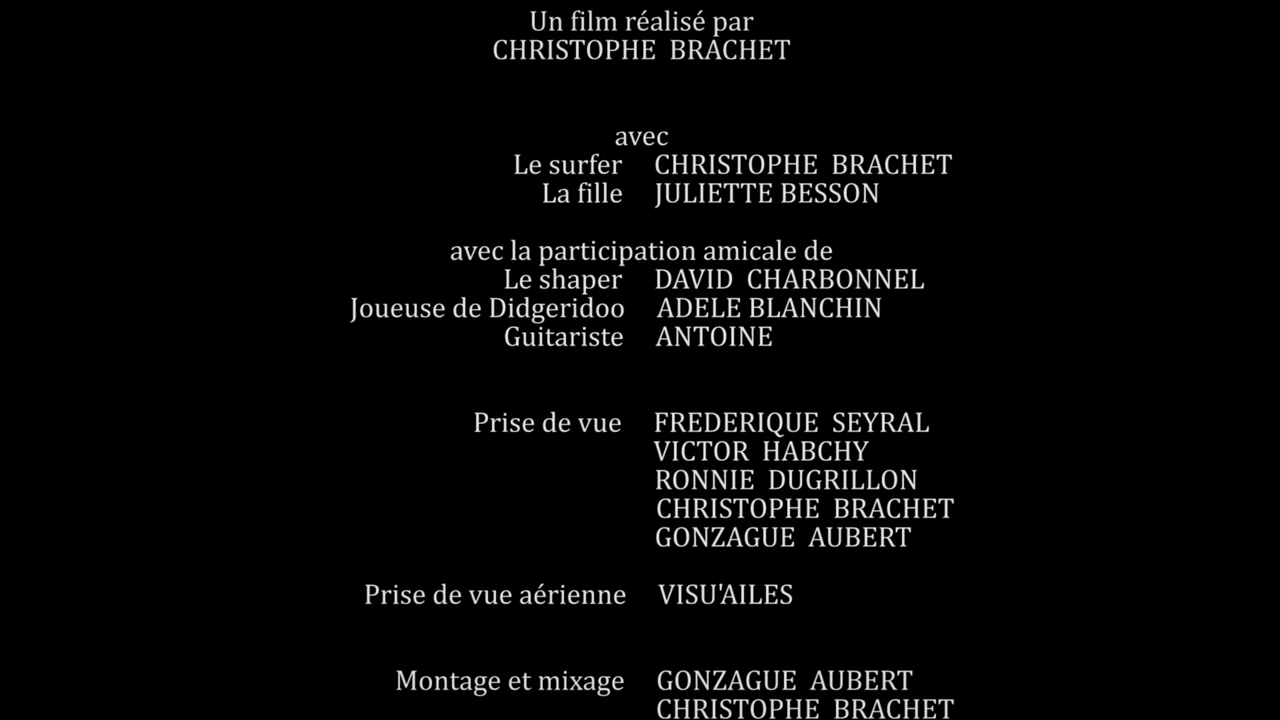 Un film réalisé par
CHRISTOPHE BRACHET
avec
Le surfer CHRISTOPHE BRACHET
La fille JULIETTE BESSON
avec la participation amicale de
Le shaper DAVID CHARBONNEL
Joueuse de Didgeridoo ADELE BLANCHIN
Guitariste ANTOINE
Prise de vue FREDERIQUE SEYRAL
VICTOR HABCHY
RONNIE DUGRILLON
CHRISTOPHE BRACHET
GONZAGUE AUBERT
Prise de vue aérienne VISU'AILES
Montage et mixage GONZAGUE AUBERT
CHRISTOPHE BRACHET